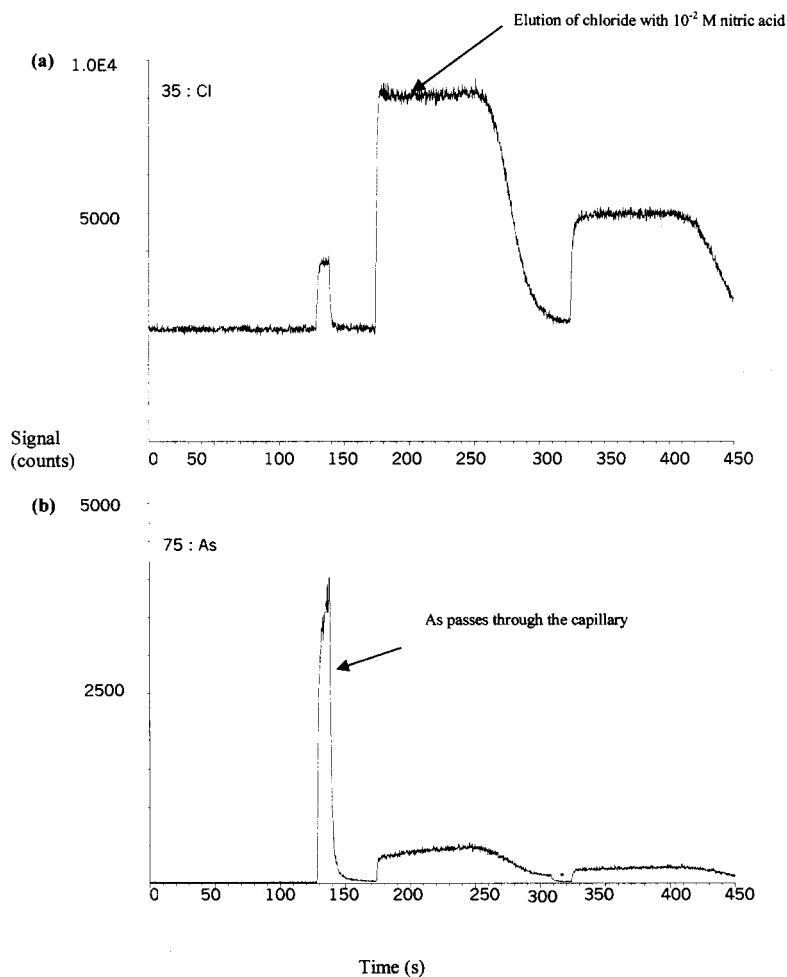 Elution of chloride with 10⁻² M nitric acid
(a)
1.0E4
35 : Cl
5000
Signal
(counts)
0 50 100 150 200 250 300 350 400 450
(b)
5000
75 : As
As passes through the capillary
2500
0 50 100 150 200 250 300 350 400 450
Time (s)